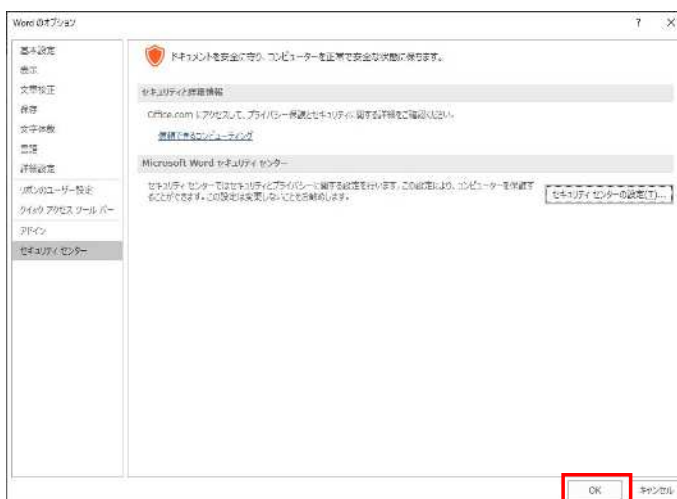 Word のオプション
? ×
基本設定
表示
文章校正
保存
文字体裁
言語
詳細設定
リボンのユーザー設定
クイック アクセス ツール バー
アドイン
セキュリティ センター
ドキュメントを安全に守り、コンピューターを正常で安全な状態に保ちます。
セキュリティと詳細情報
Office.com にアクセスして、プライバシー保護とセキュリティに関する詳細をご確認ください。
信頼できるコンピューティング
Microsoft Word セキュリティ センター
セキュリティ センターではセキュリティとプライバシーに関する設定を行います。この設定により、コンピューターを保護す
ることができます。この設定は変更しないことをお勧めします。
セキュリティ センターの設定(T)...
OK
キャンセル